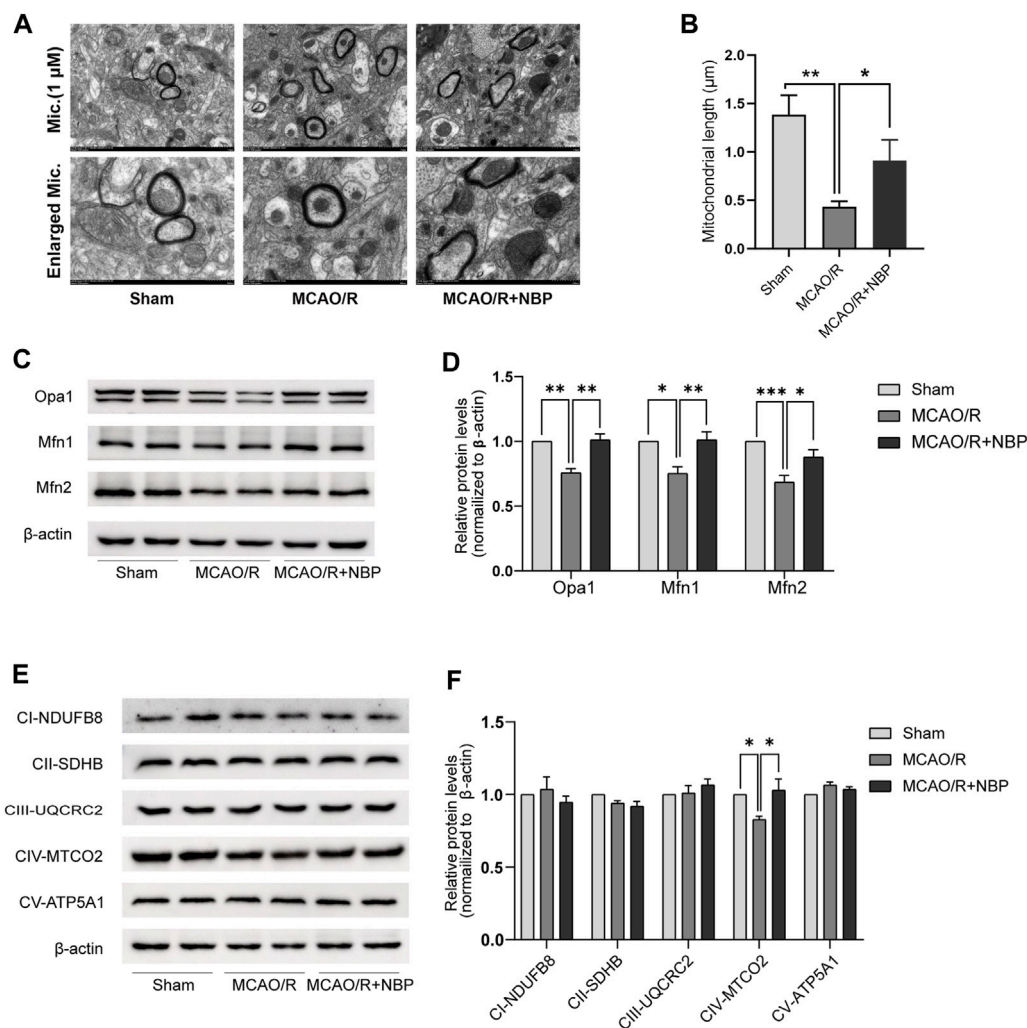 A
Mic.(1 μM)
Enlarged Mic.
Sham
MCAO/R
MCAO/R+NBP
B
Mitochondrial length (μm)
2.0
1.5
1.0
0.5
0.0
**
*
Sham
MCAO/R
MCAO/R+NBP
C
Opa1
Mfn1
Mfn2
β-actin
Sham
MCAO/R
MCAO/R+NBP
D
Relative protein levels
(normailized to β-actin)
1.5
1.0
0.5
0.0
** **
* **
*** *
Opa1
Mfn1
Mfn2
Sham
MCAO/R
MCAO/R+NBP
E
CI-NDUFB8
CII-SDHB
CIII-UQCRC2
CIV-MTCO2
CV-ATP5A1
β-actin
Sham
MCAO/R
MCAO/R+NBP
F
Relative protein levels
(normailized to β-actin)
1.5
1.0
0.5
0.0
* *
CI-NDUFB8
CII-SDHB
CIII-UQCRC2
CIV-MTCO2
CV-ATP5A1
Sham
MCAO/R
MCAO/R+NBP